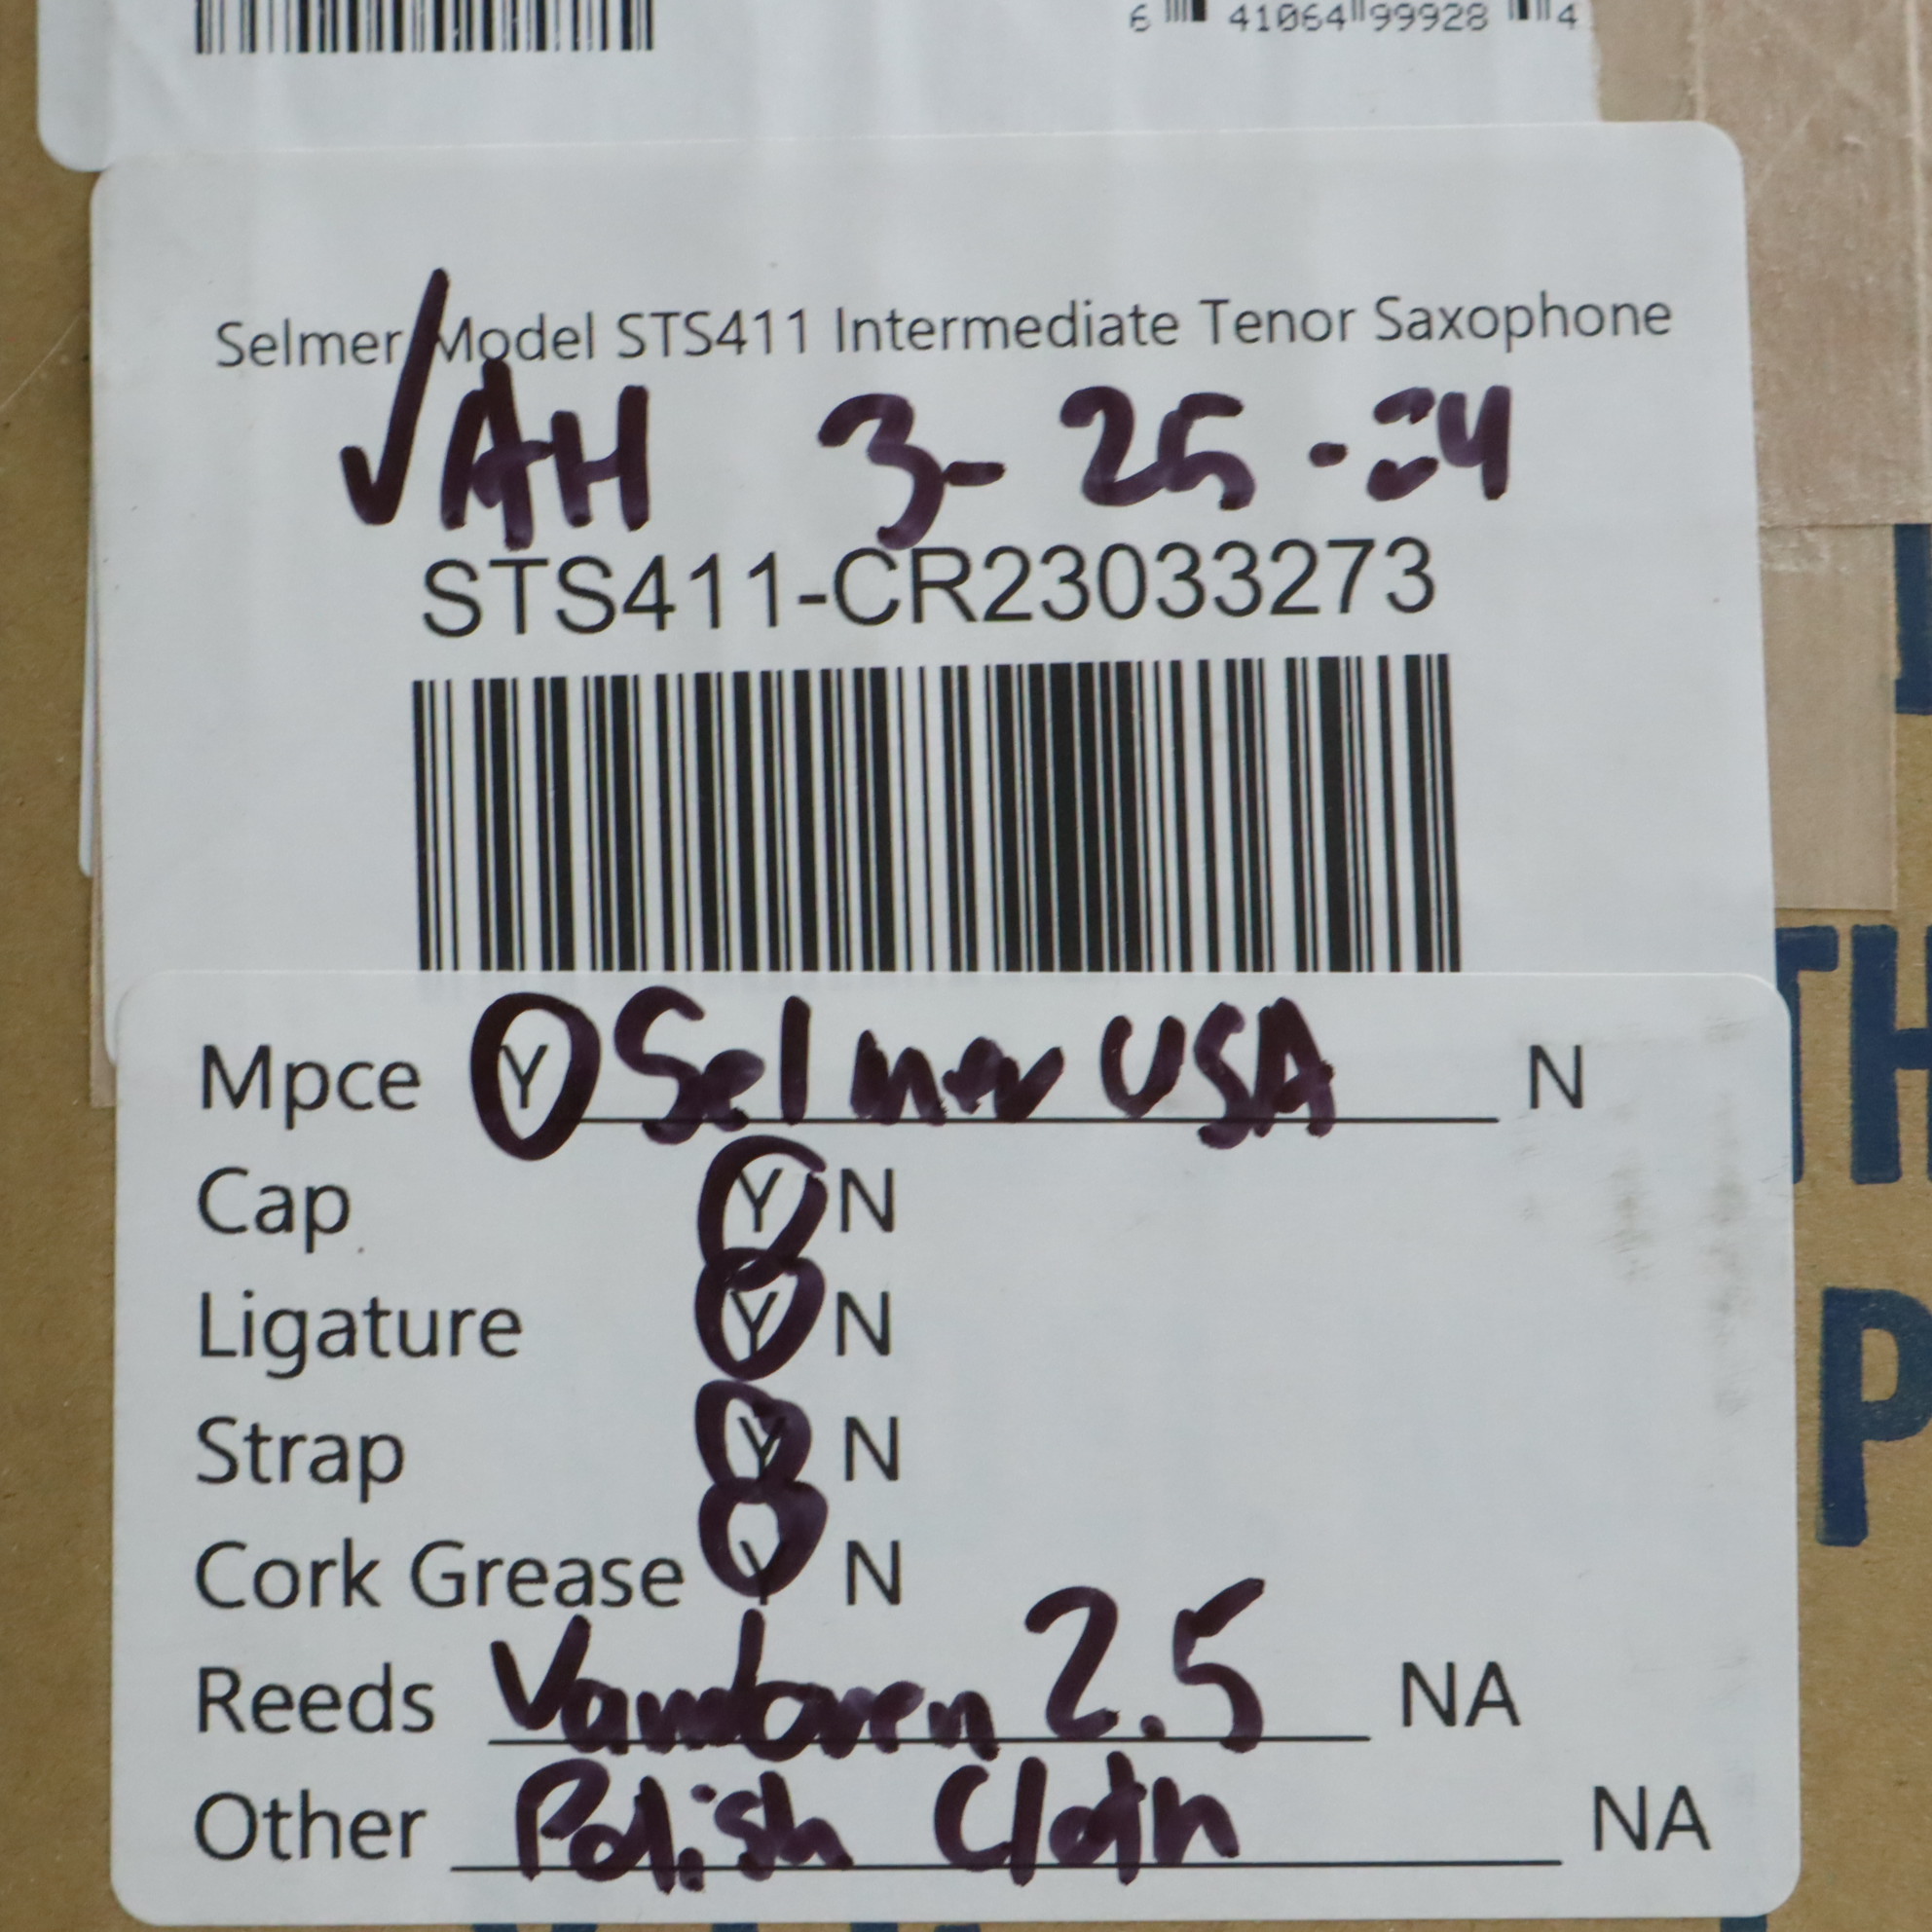 6 41064 99928 4
Selmer Model STS411 Intermediate Tenor Saxophone
✓AH 3-25-24
STS411-CR23033273
Mpce Y Selmer USA N
Cap Y N
Ligature Y N
Strap Y N
Cork Grease Y N
Reeds Vandoren 2.5 NA
Other Polish Cloth NA
TH
P